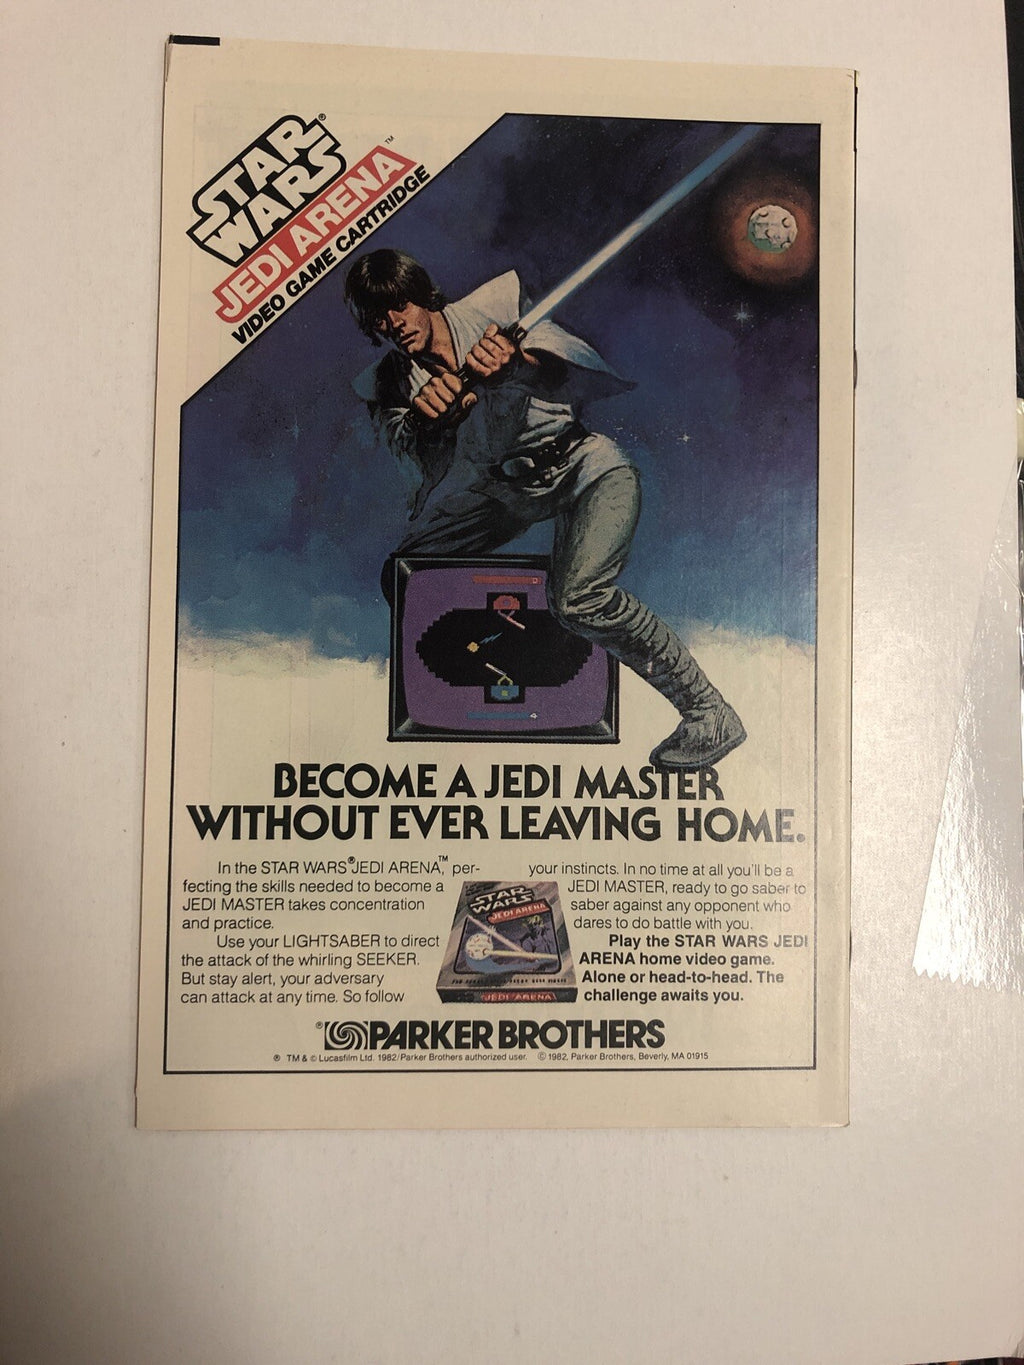 STAR
WARS®
JEDI ARENA™
VIDEO GAME CARTRIDGE
BECOME A JEDI MASTER
WITHOUT EVER LEAVING HOME.
In the STAR WARS® JEDI ARENA,™ per-
fecting the skills needed to become a
JEDI MASTER takes concentration
and practice.
Use your LIGHTSABER to direct
the attack of the whirling SEEKER.
But stay alert, your adversary
can attack at any time. So follow
your instincts. In no time at all you'll be a
JEDI MASTER, ready to go saber to
saber against any opponent who
dares to do battle with you.
Play the STAR WARS JEDI
ARENA home video game.
Alone or head-to-head. The
challenge awaits you.
STAR
WARS
JEDI ARENA
JEDI ARENA
® PARKER BROTHERS
® TM & © Lucasfilm Ltd. 1982/Parker Brothers authorized user. © 1982, Parker Brothers, Beverly, MA 01915